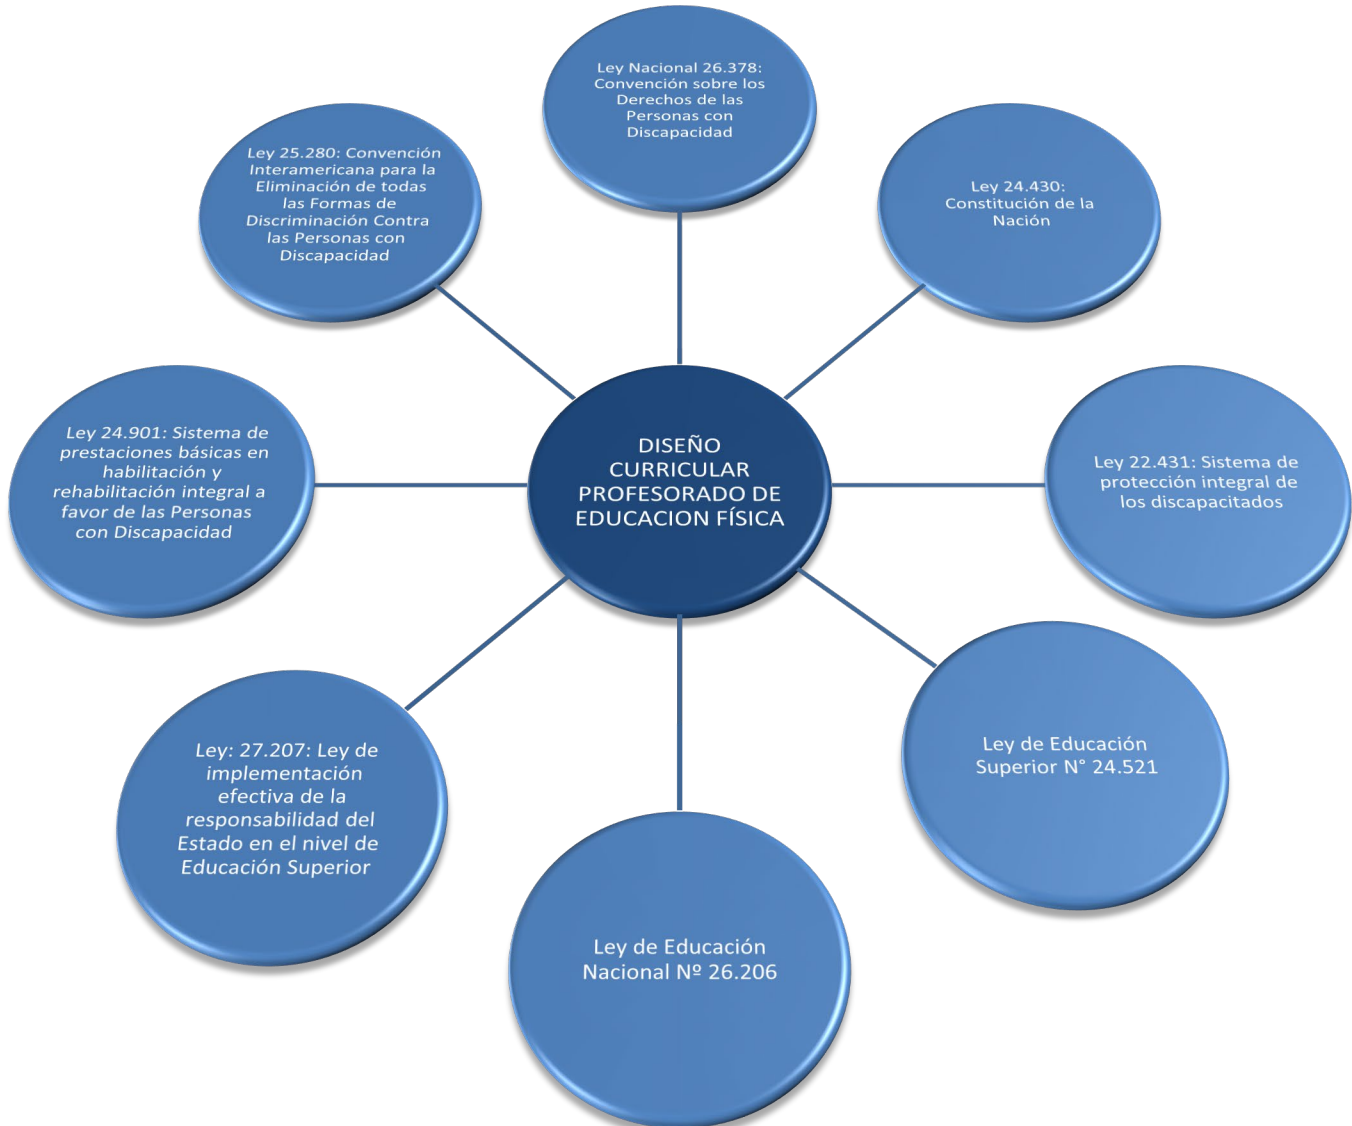 Ley Nacional 26.378:
Convención sobre los
Derechos de las
Personas con
Discapacidad
Ley 25.280: Convención
Interamericana para la
Eliminación de todas
las Formas de
Discriminación Contra
las Personas con
Discapacidad
Ley 24.430:
Constitución de la
Nación
Ley 24.901: Sistema de
prestaciones básicas en
habilitación y
rehabilitación integral a
favor de las Personas
con Discapacidad
DISEÑO
CURRICULAR
PROFESORADO DE
EDUCACION FÍSICA
Ley 22.431: Sistema de
protección integral de
los discapacitados
Ley: 27.207: Ley de
implementación
efectiva de la
responsabilidad del
Estado en el nivel de
Educación Superior
Ley de Educación
Superior N° 24.521
Ley de Educación
Nacional Nº 26.206